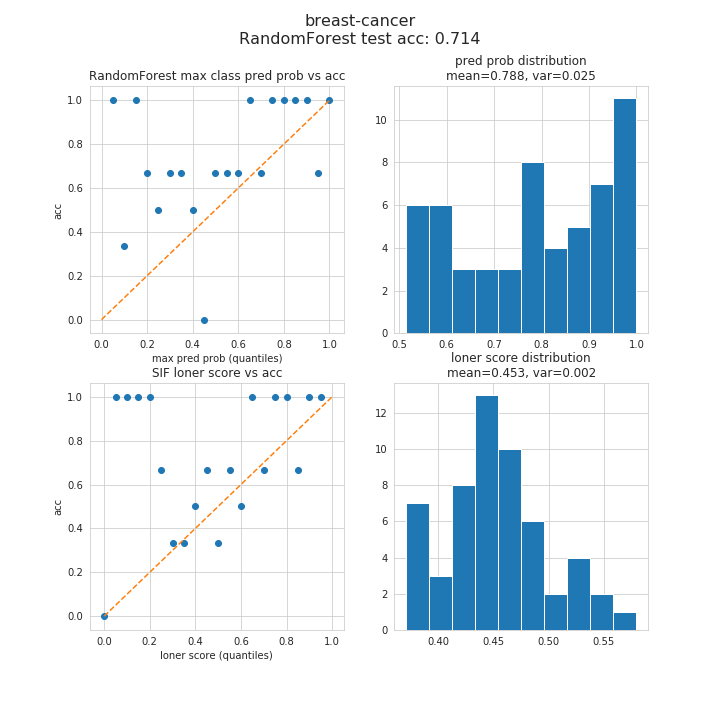 breast-cancer
RandomForest test acc: 0.714
RandomForest max class pred prob vs acc
1.0
0.8
0.6
0.4
0.2
0.0
acc
0.0 0.2 0.4 0.6 0.8 1.0
max pred prob (quantiles)
pred prob distribution
mean=0.788, var=0.025
10
8
6
4
2
0
0.5 0.6 0.7 0.8 0.9 1.0
SIF loner score vs acc
1.0
0.8
0.6
0.4
0.2
0.0
acc
0.0 0.2 0.4 0.6 0.8 1.0
loner score (quantiles)
loner score distribution
mean=0.453, var=0.002
12
10
8
6
4
2
0
0.40 0.45 0.50 0.55